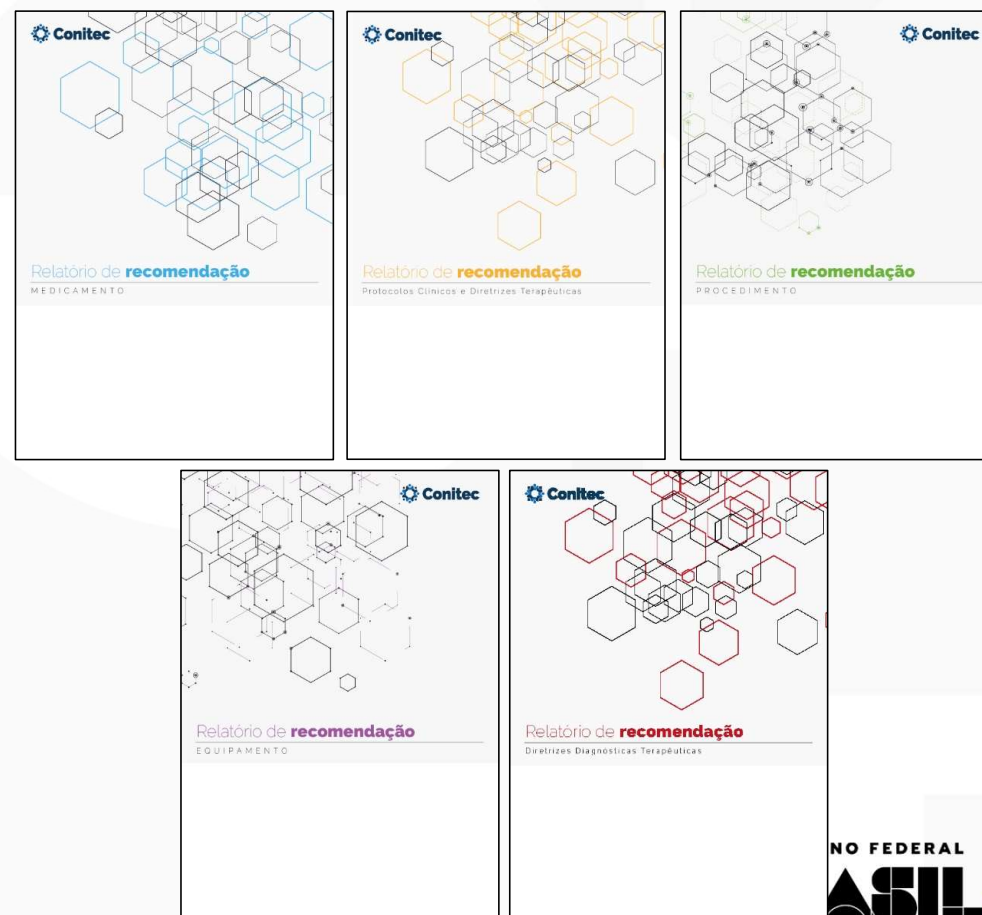 Conitec
Relatório de recomendação
MEDICAMENTO
Conitec
Relatório de recomendação
Protocolos Clínicos e Diretrizes Terapêuticas
Conitec
Relatório de recomendação
PROCEDIMENTO
Conitec
Relatório de recomendação
EQUIPAMENTO
Conitec
Relatório de recomendação
Diretrizes Diagnósticas Terapêuticas
NO FEDERAL
ASIL